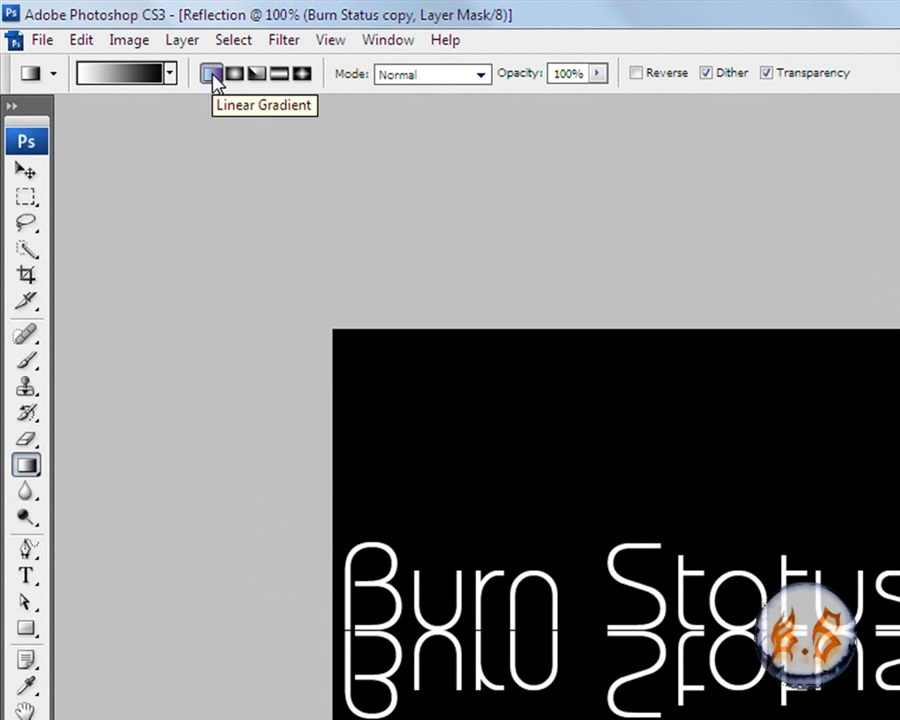 Adobe Photoshop CS3 - [Reflection @ 100% (Burn Status copy, Layer Mask/8)]
File Edit Image Layer Select Filter View Window Help
Mode: Normal Opacity: 100% Reverse Dither Transparency
Linear Gradient
Ps
T
Burn Status
B.B